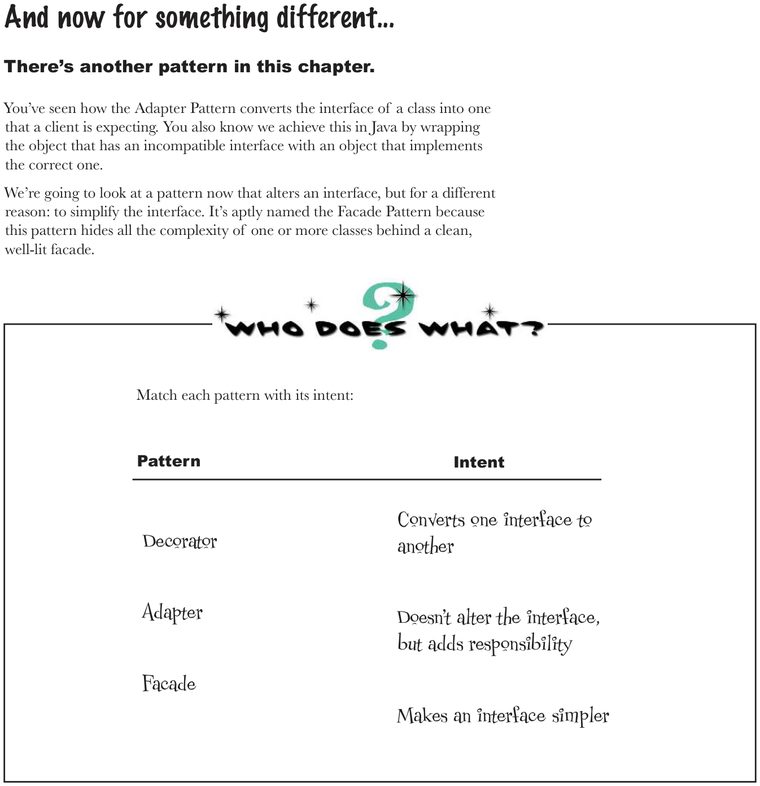 And now for something different...
There's another pattern in this chapter.
You've seen how the Adapter Pattern converts the interface of a class into one
that a client is expecting. You also know we achieve this in Java by wrapping
the object that has an incompatible interface with an object that implements
the correct one.
We're going to look at a pattern now that alters an interface, but for a different
reason: to simplify the interface. It's aptly named the Facade Pattern because
this pattern hides all the complexity of one or more classes behind a clean,
well-lit facade.
?
WHO DOES WHAT?
Match each pattern with its intent:
Pattern
Intent
Decorator
Converts one interface to
another
Adapter
Doesn't alter the interface,
but adds responsibility
Facade
Makes an interface simpler